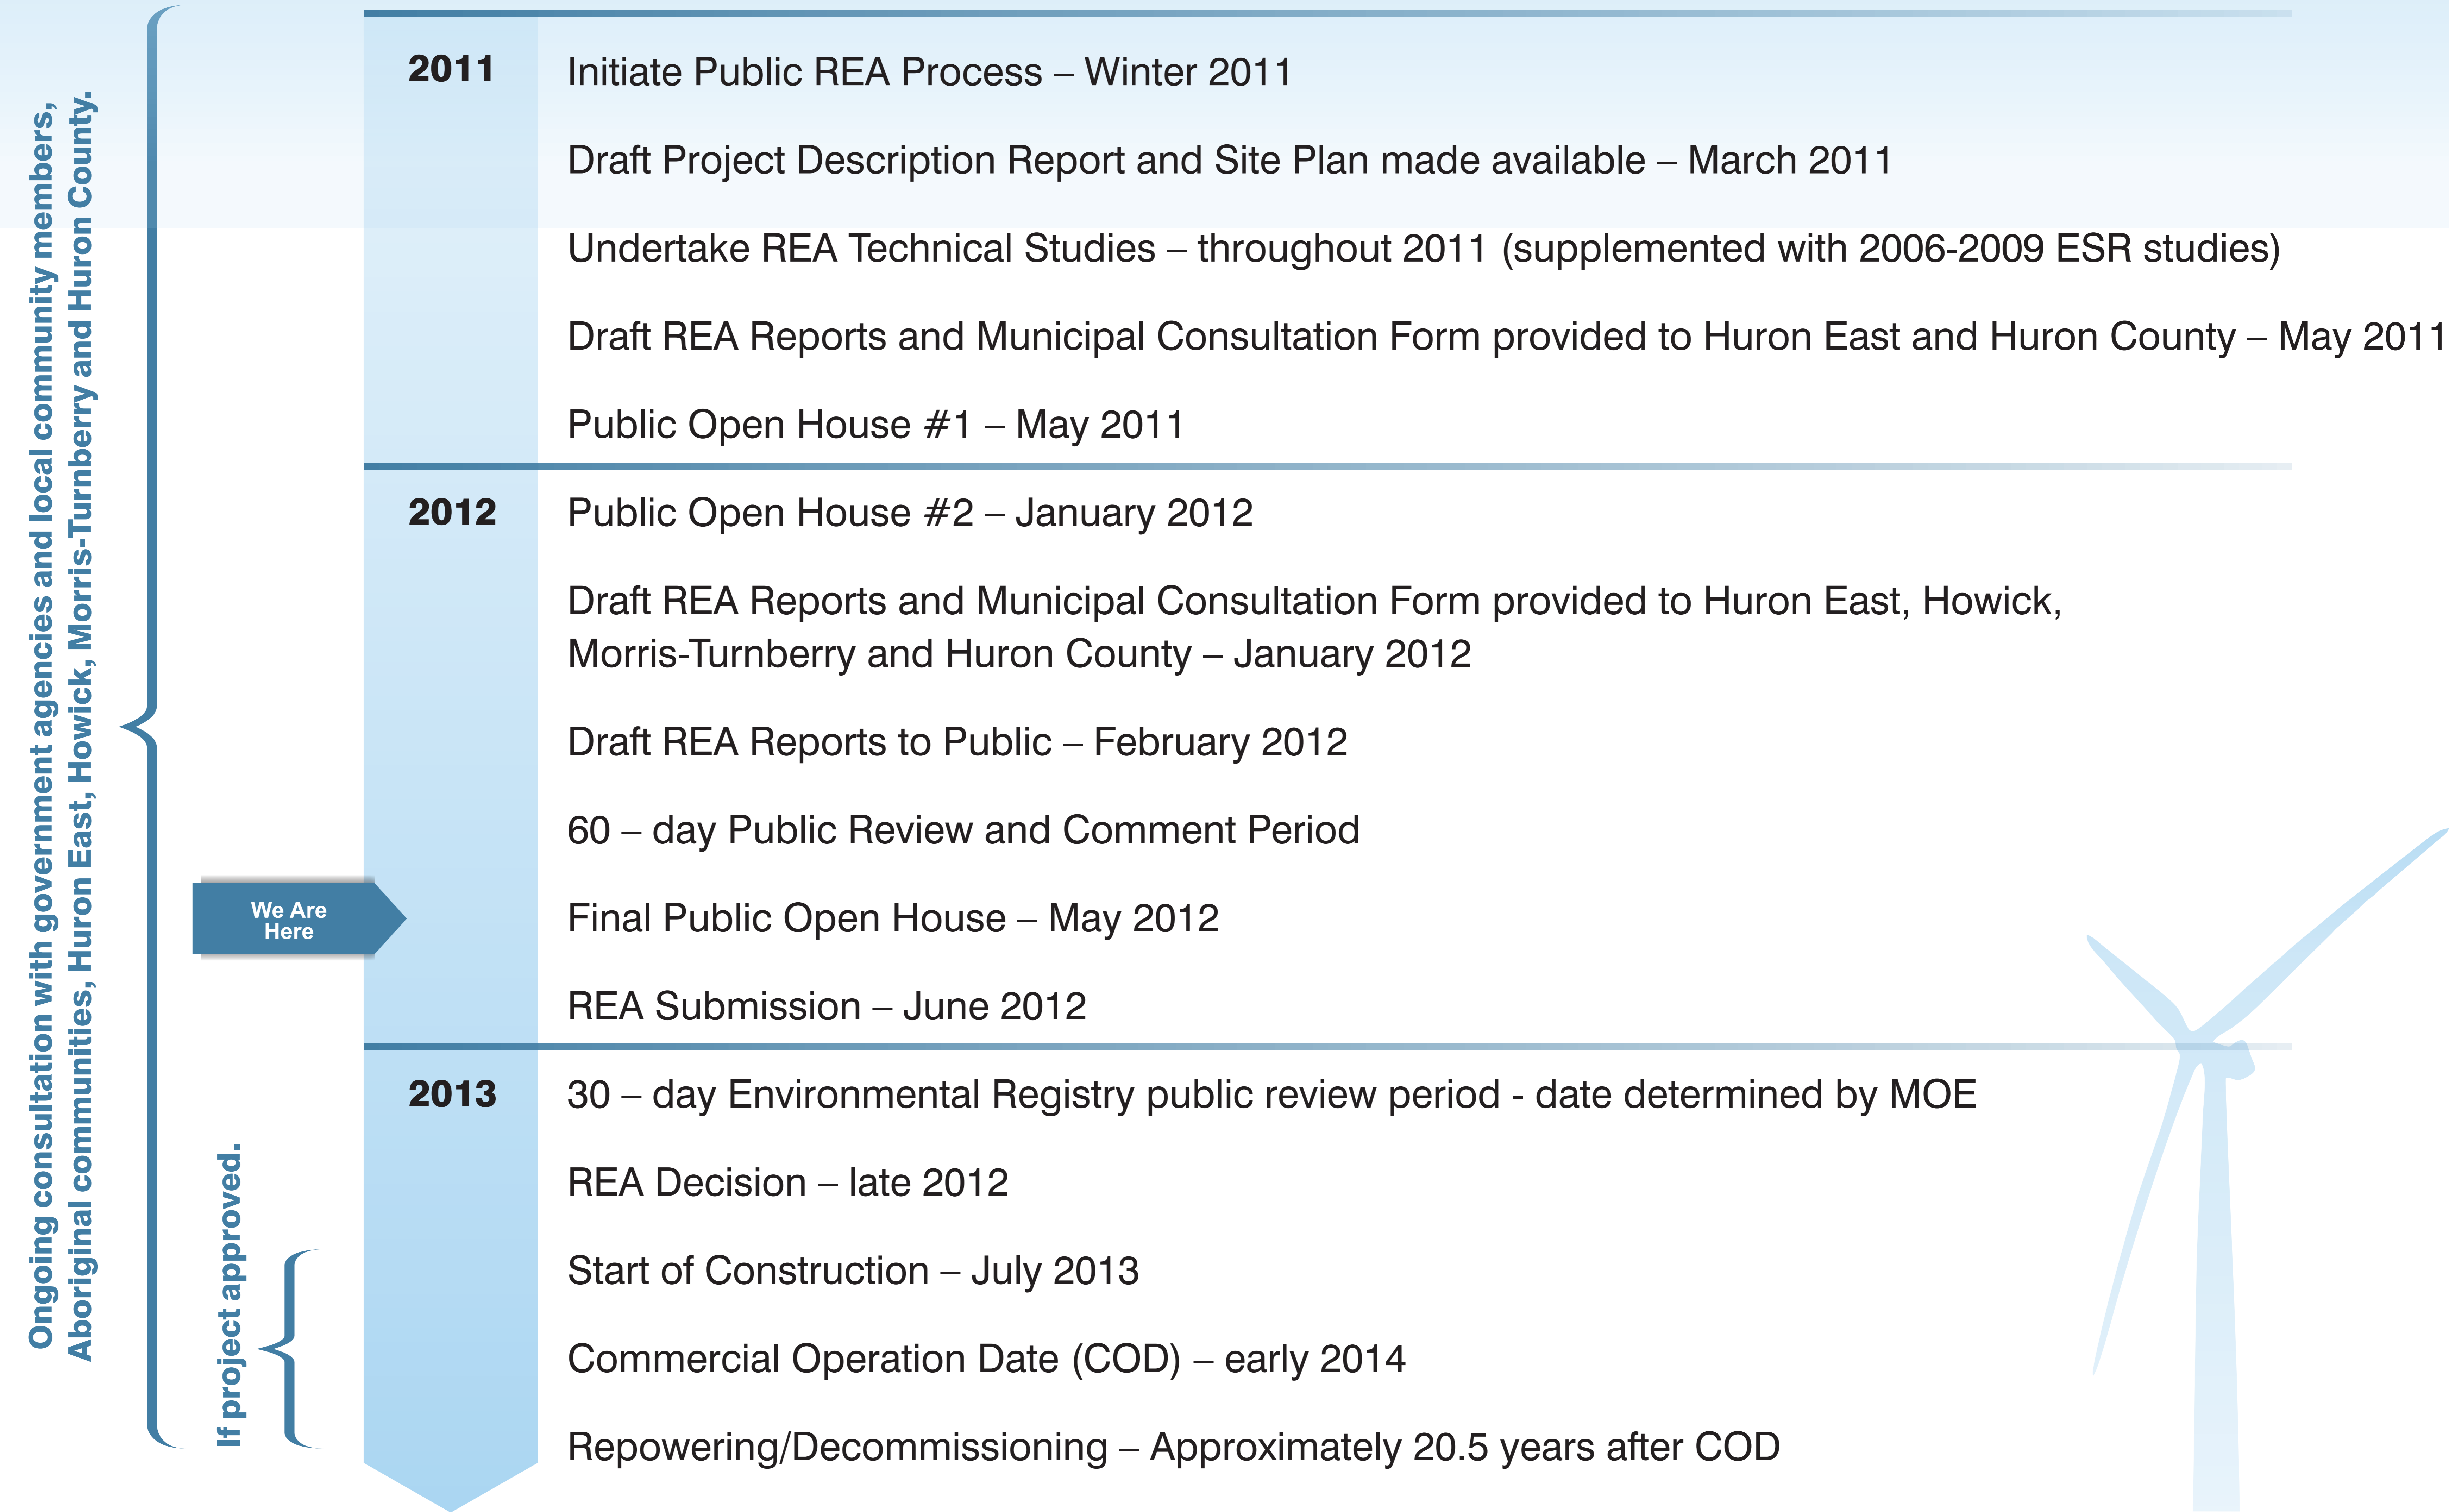 Ongoing consultation with government agencies and local community members,
Aboriginal communities, Huron East, Howick, Morris-Turnberry and Huron County.
2011
Initiate Public REA Process – Winter 2011
Draft Project Description Report and Site Plan made available – March 2011
Undertake REA Technical Studies – throughout 2011 (supplemented with 2006-2009 ESR studies)
Draft REA Reports and Municipal Consultation Form provided to Huron East and Huron County – May 2011
Public Open House #1 – May 2011
2012
Public Open House #2 – January 2012
Draft REA Reports and Municipal Consultation Form provided to Huron East, Howick,
Morris-Turnberry and Huron County – January 2012
Draft REA Reports to Public – February 2012
60 – day Public Review and Comment Period
We Are
Here
Final Public Open House – May 2012
REA Submission – June 2012
2013
30 – day Environmental Registry public review period - date determined by MOE
REA Decision – late 2012
If project approved.
Start of Construction – July 2013
Commercial Operation Date (COD) – early 2014
Repowering/Decommissioning – Approximately 20.5 years after COD